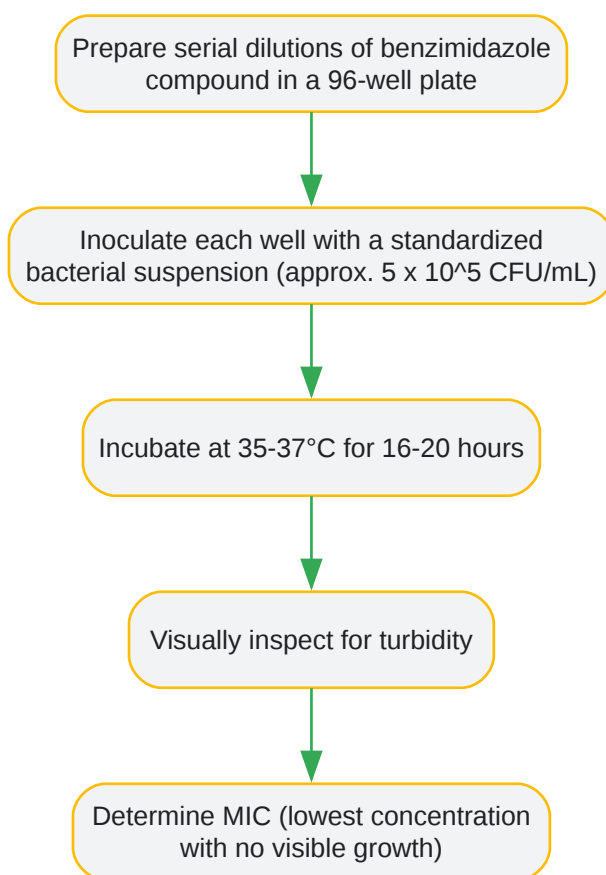 Prepare serial dilutions of benzimidazole
compound in a 96-well plate
Inoculate each well with a standardized
bacterial suspension (approx. 5 x 10^5 CFU/mL)
Incubate at 35-37°C for 16-20 hours
Visually inspect for turbidity
Determine MIC (lowest concentration
with no visible growth)